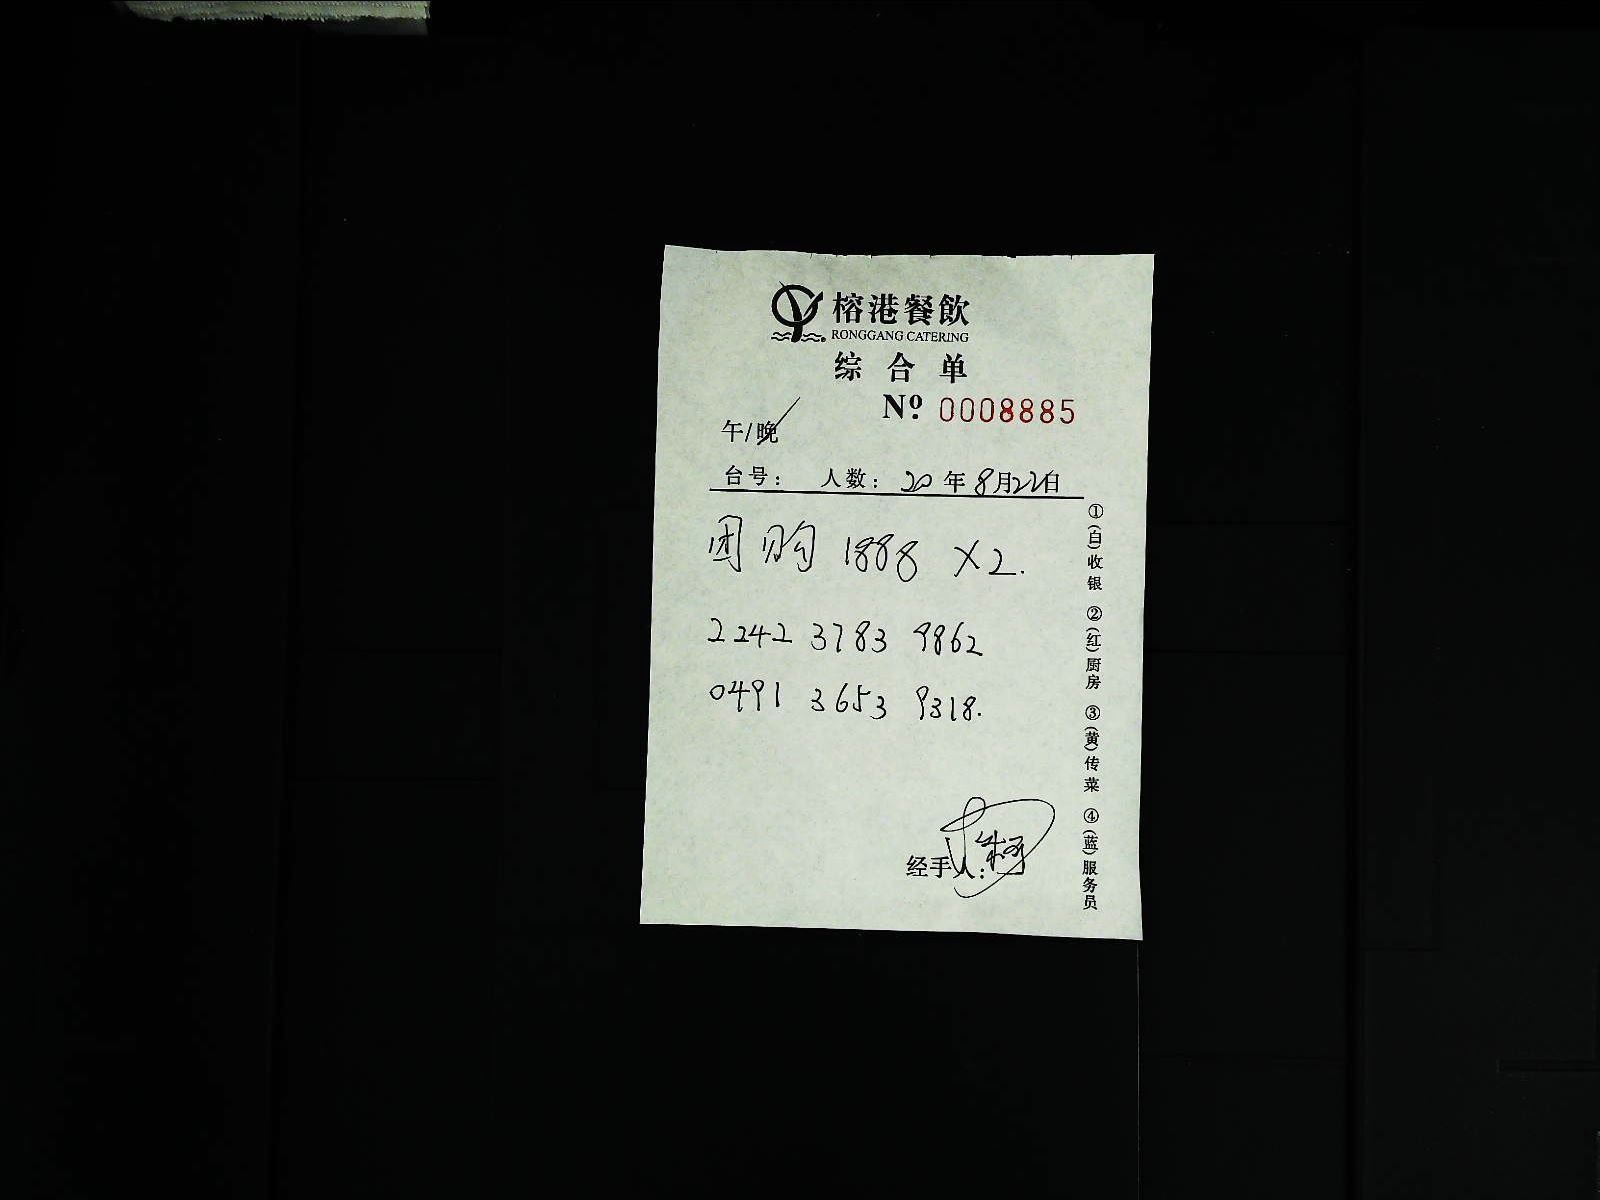 榕港餐飲
RONGGANG CATERING
综合单
Nº 0008885
午/晚
台号： 人数： 20年8月22日
团购 1888 X2.
2242 3783 9862
0491 3653 9318.
经手人：
①(白)收银 ②(红)厨房 ③(黄)传菜 ④(蓝)服务员